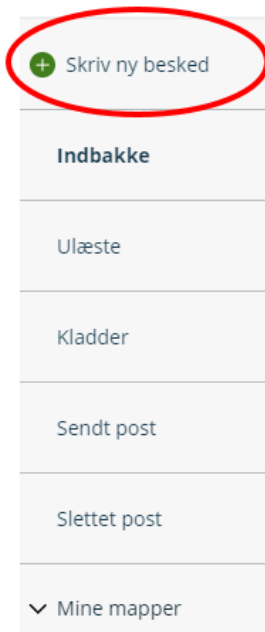 Skriv ny besked
Indbakke
Ulæste
Kladder
Sendt post
Slettet post
Mine mapper